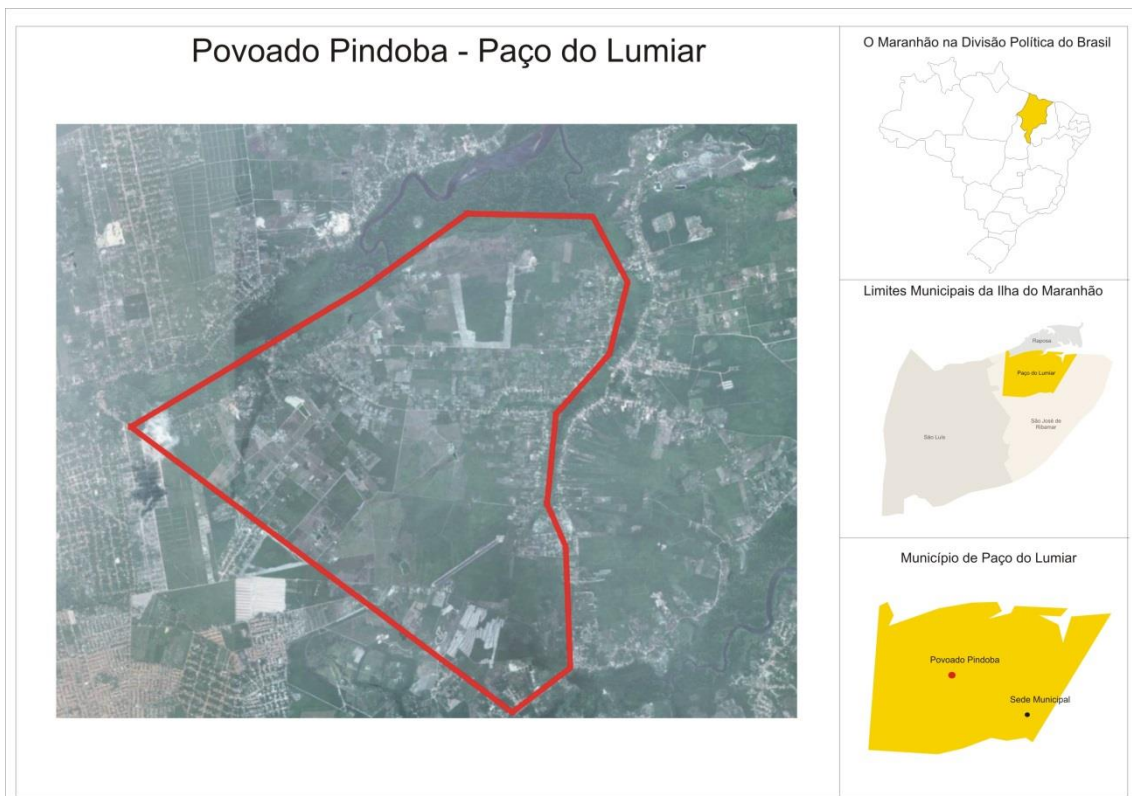 Povoado Pindoba - Paço do Lumiar
O Maranhão na Divisão Política do Brasil
Limites Municipais da Ilha do Maranhão
Raposa
Paço do Lumiar
São José de
Ribamar
São Luís
Município de Paço do Lumiar
Povoado Pindoba
Sede Municipal